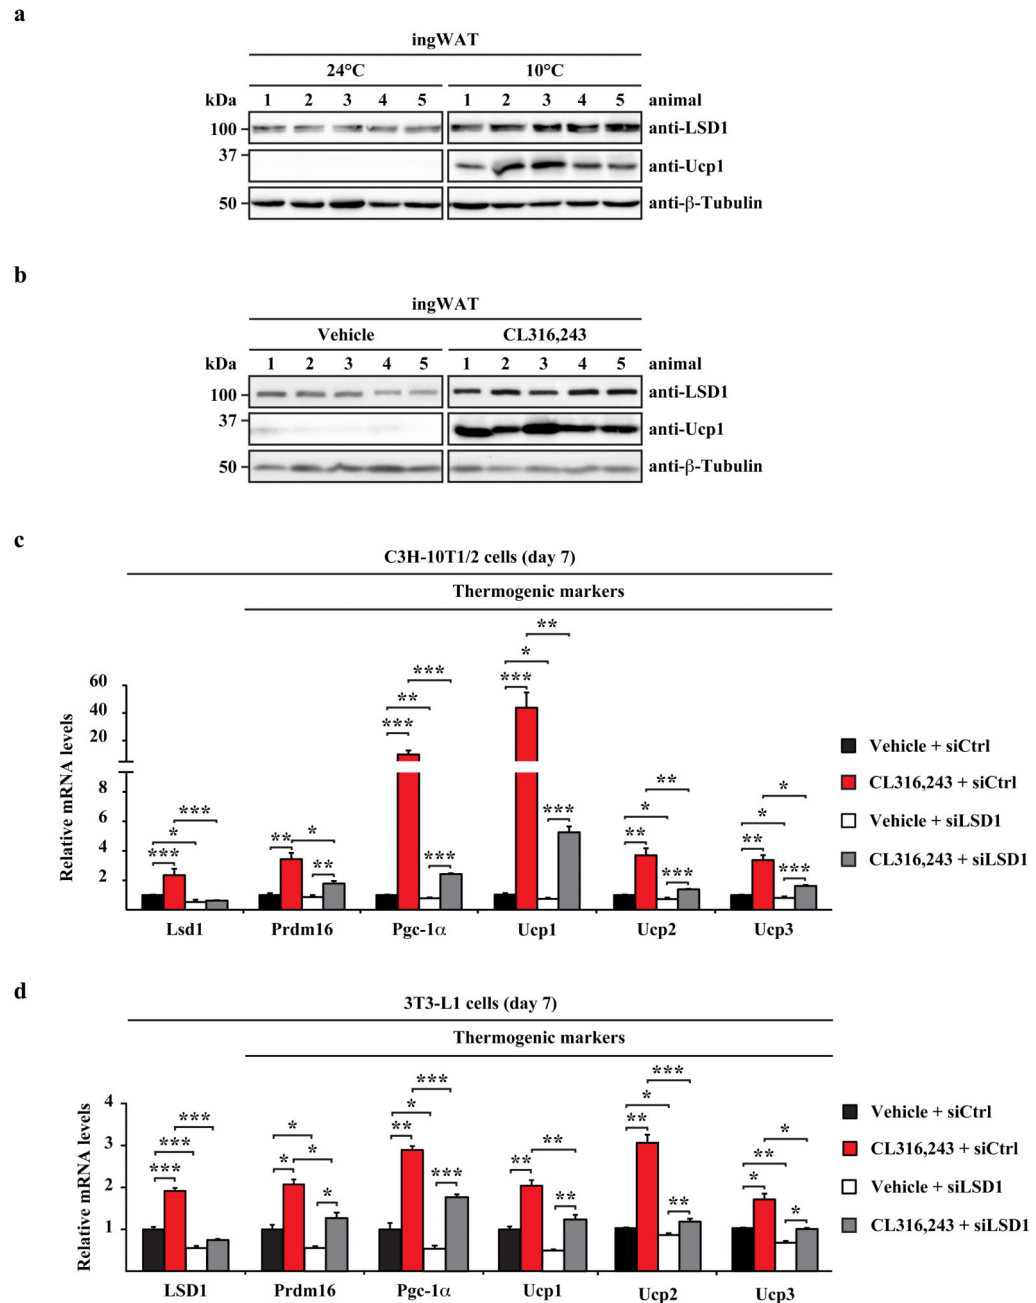 a
ingWAT
24°C 10°C
kDa 1 2 3 4 5 1 2 3 4 5 animal
100 anti-LSD1
37 anti-Ucp1
50 anti-β-Tubulin
b
ingWAT
Vehicle CL316,243
kDa 1 2 3 4 5 1 2 3 4 5 animal
100 anti-LSD1
37 anti-Ucp1
50 anti-β-Tubulin
c
C3H-10T1/2 cells (day 7)
Thermogenic markers
Relative mRNA levels
60
40
20
8
6
4
2
*** * ***
** * **
*** ** *** ***
*** * ** ***
** * ** ***
** * * ***
Lsd1 Prdm16 Pgc-1α Ucp1 Ucp2 Ucp3
Vehicle + siCtrl
CL316,243 + siCtrl
Vehicle + siLSD1
CL316,243 + siLSD1
d
3T3-L1 cells (day 7)
Thermogenic markers
Relative mRNA levels
4
3
2
1
*** *** ***
* * * *
** * *** ***
** ** **
** * *** **
* ** * *
LSD1 Prdm16 Pgc-1α Ucp1 Ucp2 Ucp3
Vehicle + siCtrl
CL316,243 + siCtrl
Vehicle + siLSD1
CL316,243 + siLSD1